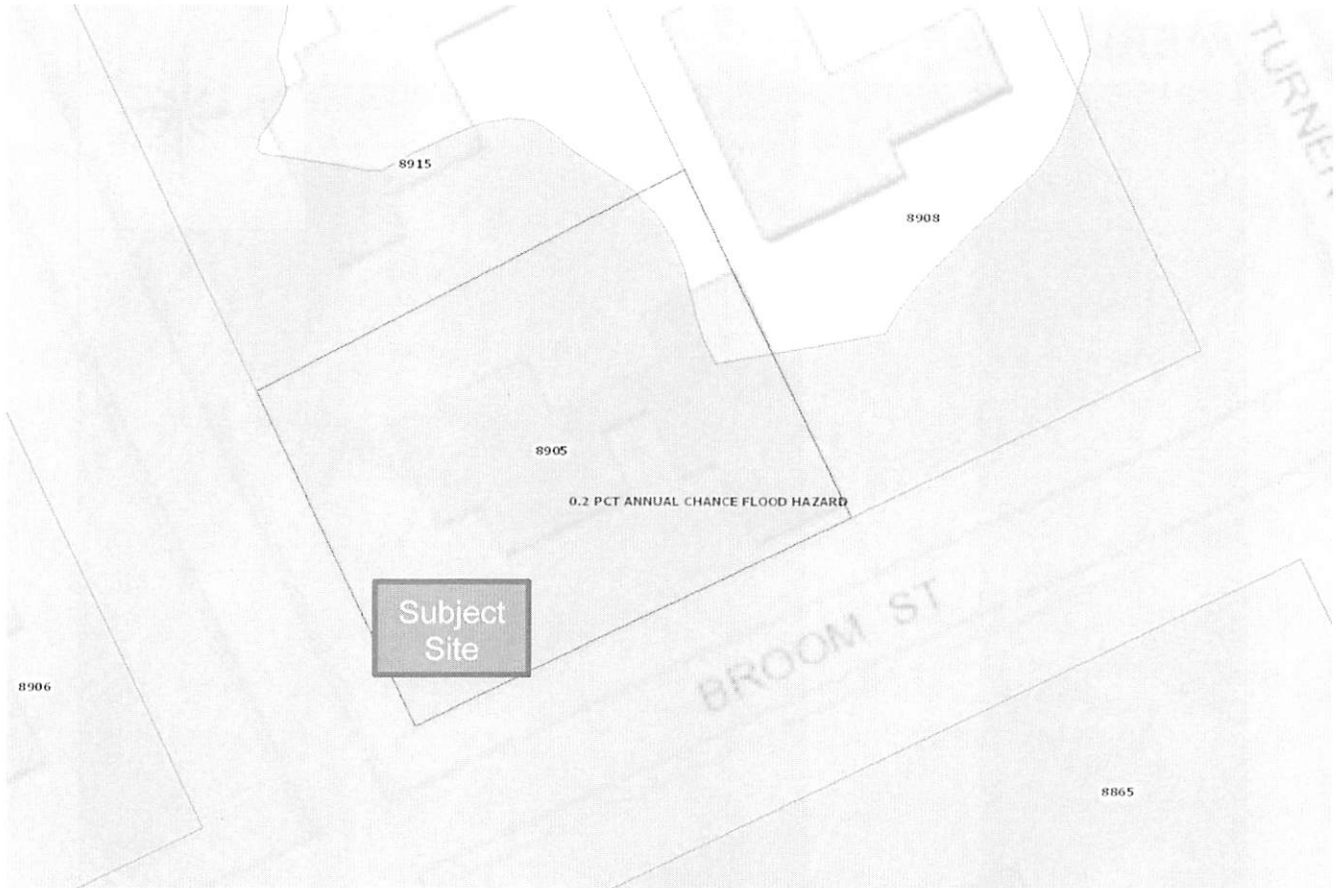 TURNER
8915
8908
8905
0.2 PCT ANNUAL CHANCE FLOOD HAZARD
Subject
Site
BROOM ST
8906
8865